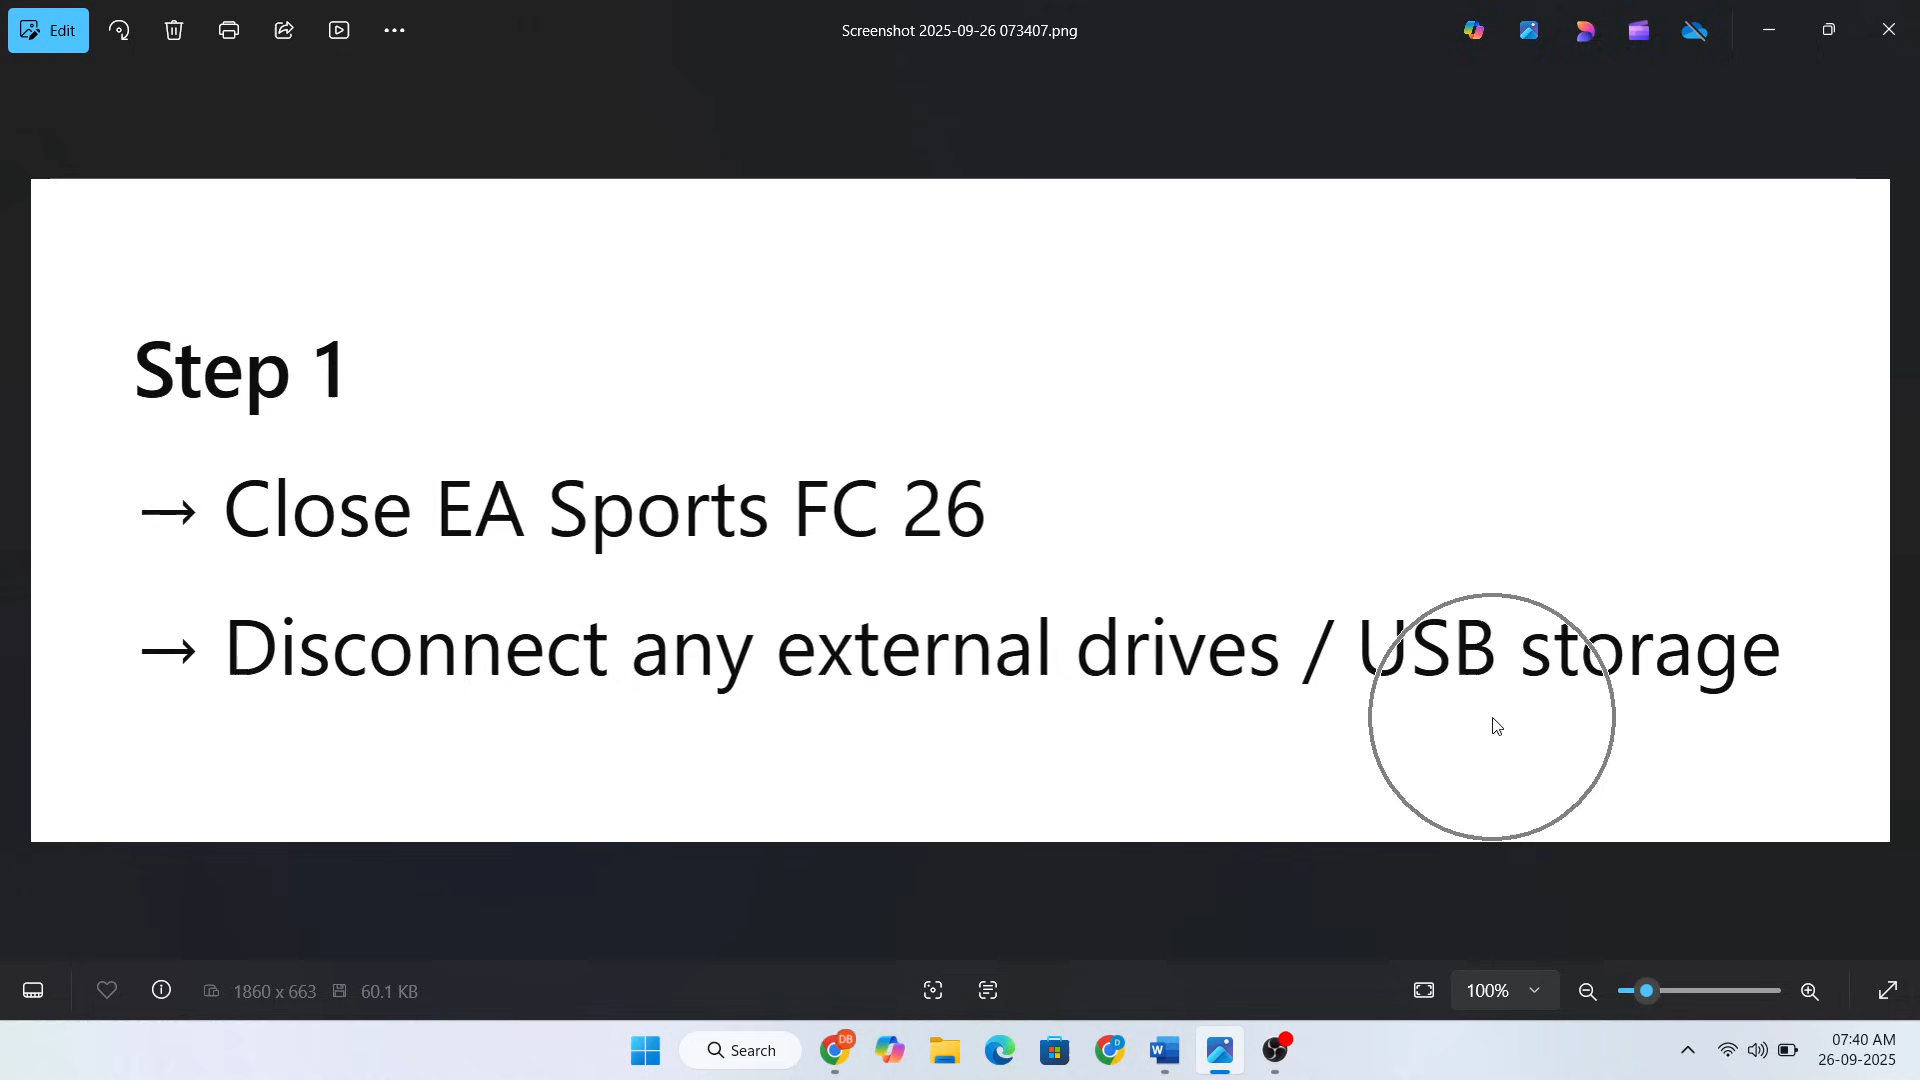 Edit
Screenshot 2025-09-26 073407.png
Step 1
→ Close EA Sports FC 26
→ Disconnect any external drives / USB storage
1860 x 663 60.1 KB
100%
Search
DB
D
W
07:40 AM
26-09-2025